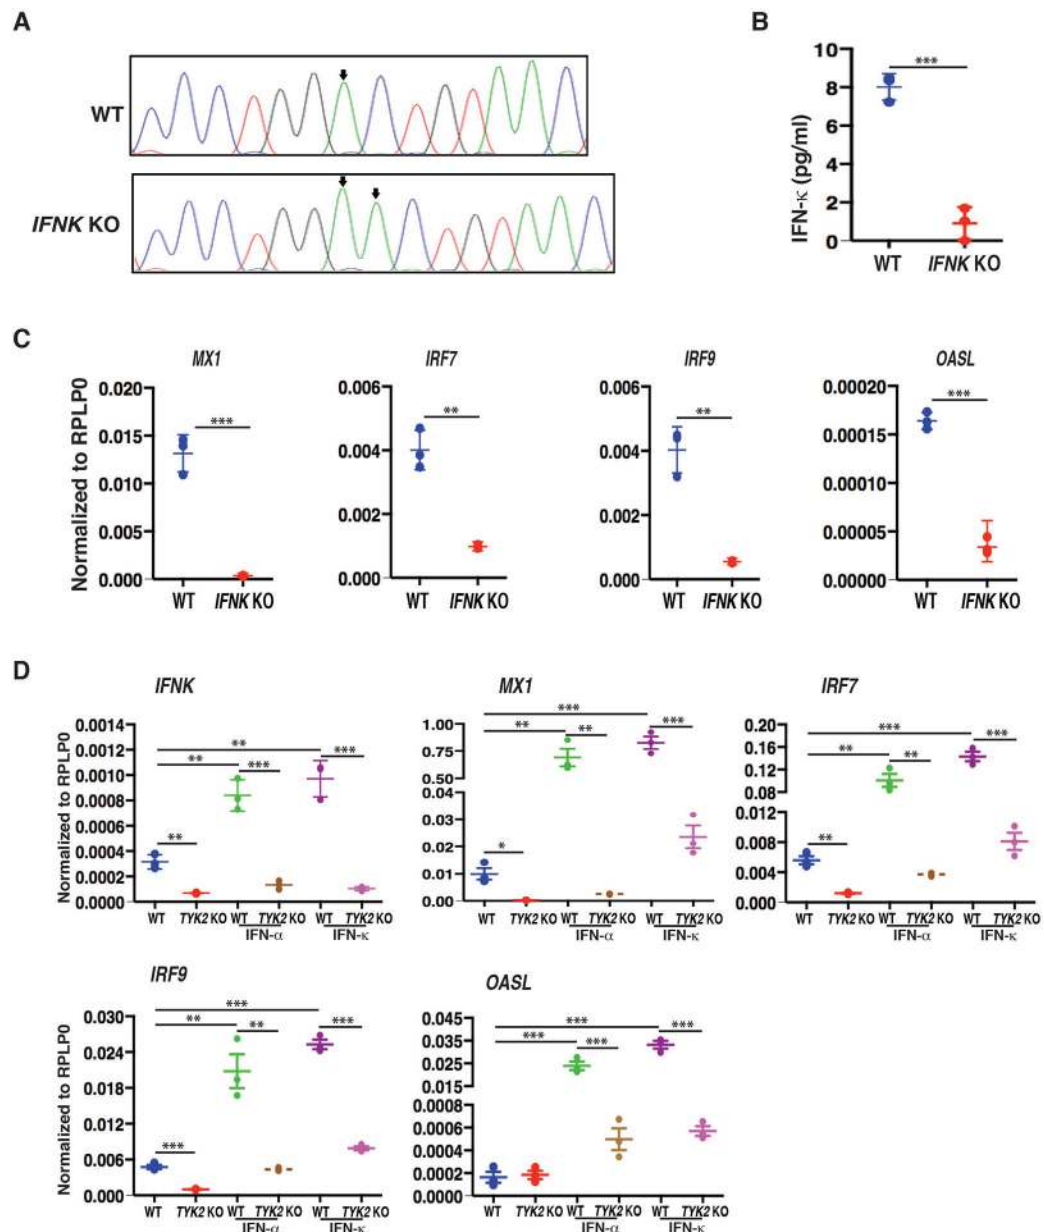 A
WT
IFNK KO
B
IFN-κ (pg/ml)
10
8
6
4
2
0
***
WT IFNK KO
C
Normalized to RPLP0
MX1
0.020
0.015
0.010
0.005
0.000
***
WT IFNK KO
IRF7
0.006
0.004
0.002
0.000
**
WT IFNK KO
IRF9
0.006
0.004
0.002
0.000
**
WT IFNK KO
OASL
0.00020
0.00015
0.00010
0.00005
0.00000
***
WT IFNK KO
D
IFNK
Normalized to RPLP0
0.0014
0.0012
0.0010
0.0008
0.0006
0.0004
0.0002
0.0000
**
** ***
***
**
WT TYK2 KO WT TYK2 KO WT TYK2 KO
IFN-α IFN-κ
MX1
1.00
0.75
0.50
0.04
0.03
0.02
0.01
0.00
***
** ** ***
*
WT TYK2 KO WT TYK2 KO WT TYK2 KO
IFN-α IFN-κ
IRF7
0.20
0.16
0.12
0.08
0.012
0.008
0.004
0.000
***
** ** ***
**
WT TYK2 KO WT TYK2 KO WT TYK2 KO
IFN-α IFN-κ
IRF9
Normalized to RPLP0
0.030
0.024
0.018
0.012
0.006
0.000
***
** ** ***
***
WT TYK2 KO WT TYK2 KO WT TYK2 KO
IFN-α IFN-κ
OASL
0.045
0.035
0.025
0.015
0.0008
0.0006
0.0004
0.0002
0.0000
***
*** *** ***
WT TYK2 KO WT TYK2 KO WT TYK2 KO
IFN-α IFN-κ